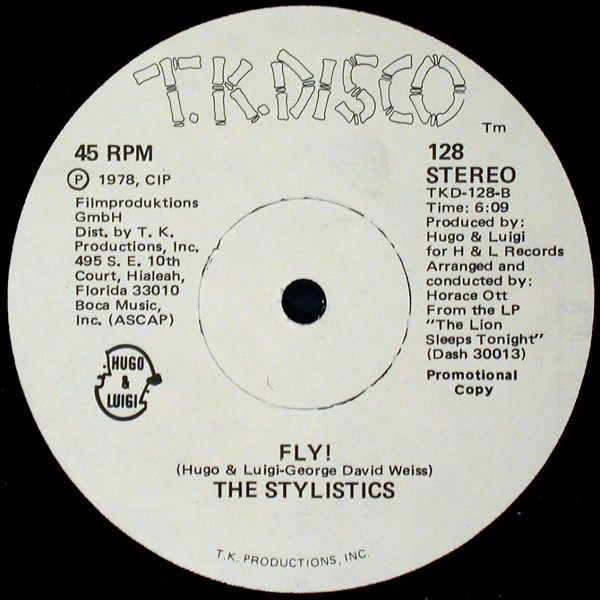 T.K. DISCO
Tm
45 RPM
℗ 1978, CIP
Filmproduktions
GmbH
Dist. by T. K.
Productions, Inc.
495 S. E. 10th
Court, Hialeah,
Florida 33010
Boca Music,
Inc. (ASCAP)
HUGO
&
LUIGI
128
STEREO
TKD-128-B
Time: 6:09
Produced by:
Hugo & Luigi
for H & L Records
Arranged and
conducted by:
Horace Ott
From the LP
"The Lion
Sleeps Tonight"
(Dash 30013)
Promotional
Copy
FLY!
(Hugo & Luigi-George David Weiss)
THE STYLISTICS
T.K. PRODUCTIONS, INC.